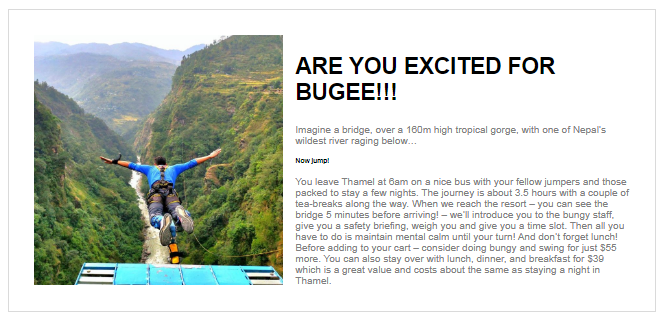 ARE YOU EXCITED FOR
BUGEE!!!
Imagine a bridge, over a 160m high tropical gorge, with one of Nepal's
wildest river raging below...
Now jump!
You leave Thamel at 6am on a nice bus with your fellow jumpers and those
packed to stay a few nights. The journey is about 3.5 hours with a couple of
tea-breaks along the way. When we reach the resort – you can see the
bridge 5 minutes before arriving! – we'll introduce you to the bungy staff,
give you a safety briefing, weigh you and give you a time slot. Then all you
have to do is maintain mental calm until your turn! And don't forget lunch!
Before adding to your cart – consider doing bungy and swing for just $55
more. You can also stay over with lunch, dinner, and breakfast for $39
which is a great value and costs about the same as staying a night in
Thamel.